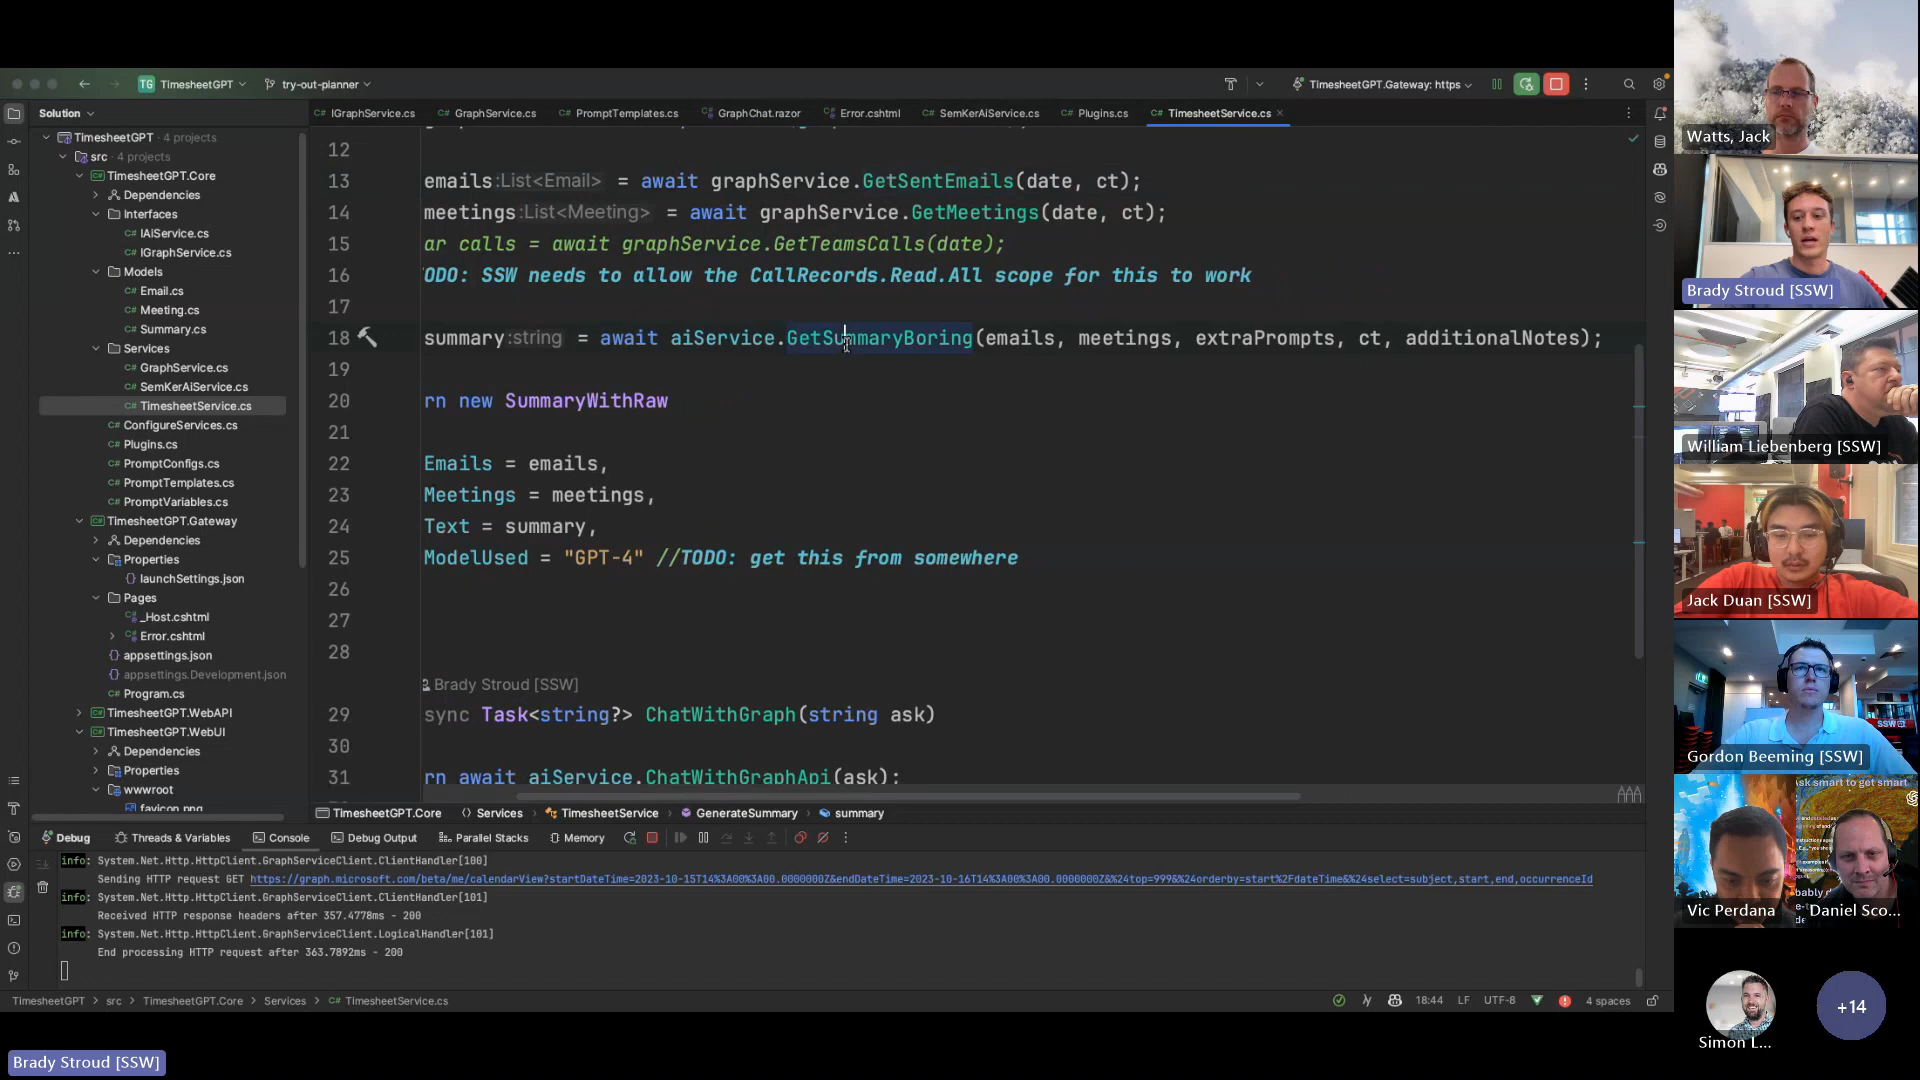 TG TimesheetGPT
try-out-planner
TimesheetGPT.Gateway: https
Solution
C# IGraphService.cs
C# GraphService.cs
C# PromptTemplates.cs
GraphChat.razor
Error.cshtml
C# SemKerAiService.cs
C# Plugins.cs
C# TimesheetService.cs
TimesheetGPT • 4 projects
src • 4 projects
TimesheetGPT.Core
Dependencies
Interfaces
C# IAiService.cs
C# IGraphService.cs
Models
C# Email.cs
C# Meeting.cs
C# Summary.cs
Services
C# GraphService.cs
C# SemKerAiService.cs
C# TimesheetService.cs
C# ConfigureServices.cs
C# Plugins.cs
C# PromptConfigs.cs
C# PromptTemplates.cs
C# PromptVariables.cs
TimesheetGPT.Gateway
Dependencies
Properties
launchSettings.json
Pages
_Host.cshtml
Error.cshtml
appsettings.json
appsettings.Development.json
C# Program.cs
TimesheetGPT.WebAPI
TimesheetGPT.WebUI
Dependencies
Properties
wwwroot
favicon.png
12
13 emails:List<Email> = await graphService.GetSentEmails(date, ct);
14 meetings:List<Meeting> = await graphService.GetMeetings(date, ct);
15 ar calls = await graphService.GetTeamsCalls(date);
16 ODO: SSW needs to allow the CallRecords.Read.All scope for this to work
17
18 summary:string = await aiService.GetSummaryBoring(emails, meetings, extraPrompts, ct, additionalNotes);
19
20 rn new SummaryWithRaw
21
22 Emails = emails,
23 Meetings = meetings,
24 Text = summary,
25 ModelUsed = "GPT-4" //TODO: get this from somewhere
26
27
28
Brady Stroud [SSW]
29 sync Task<string?> ChatWithGraph(string ask)
30
31 rn await aiService.ChatWithGraphApi(ask);
TimesheetGPT.Core
Services
TimesheetService
GenerateSummary
summary
Debug
Threads & Variables
Console
Debug Output
Parallel Stacks
Memory
info: System.Net.Http.HttpClient.GraphServiceClient.ClientHandler[100]
Sending HTTP request GET https://graph.microsoft.com/beta/me/calendarView?startDateTime=2023-10-15T14%3A00%3A00.0000000Z&endDateTime=2023-10-16T14%3A00%3A00.0000000Z&%24top=999&%24orderby=start%2FdateTime&%24select=subject,start,end,occurrenceId
info: System.Net.Http.HttpClient.GraphServiceClient.ClientHandler[101]
Received HTTP response headers after 357.4778ms - 200
info: System.Net.Http.HttpClient.GraphServiceClient.LogicalHandler[101]
End processing HTTP request after 363.7892ms - 200
TimesheetGPT > src > TimesheetGPT.Core > Services > C# TimesheetService.cs
18:44 LF UTF-8 4 spaces
Brady Stroud [SSW]
Watts, Jack
Brady Stroud [SSW]
William Liebenberg [SSW]
Jack Duan [SSW]
Gordon Beeming [SSW]
Ask smart to get smart
Vic Perdana
Daniel Sco...
Simon L...
+14